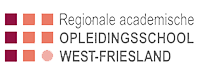 Regionale academische
OPLEIDINGSSCHOOL
WEST-FRIESLAND